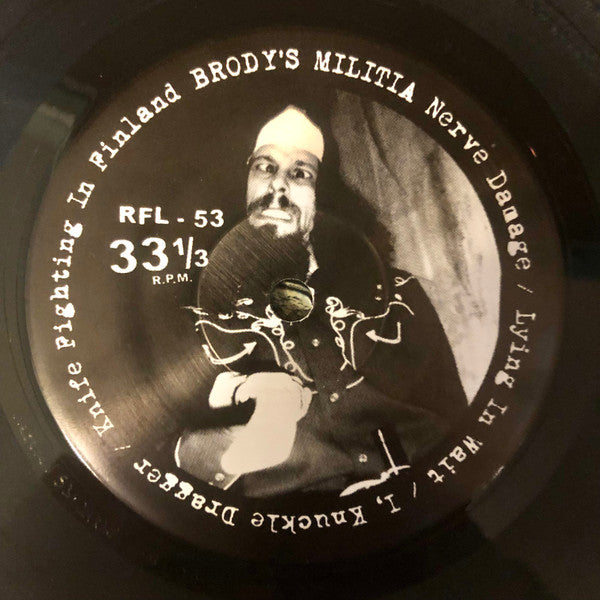 BRODY'S MILITIA Nerve Damage / Lying In Wait / I, Knuckle Dragger / Knife Fighting In Finland
RFL - 53
33 1/3
R.P.M.